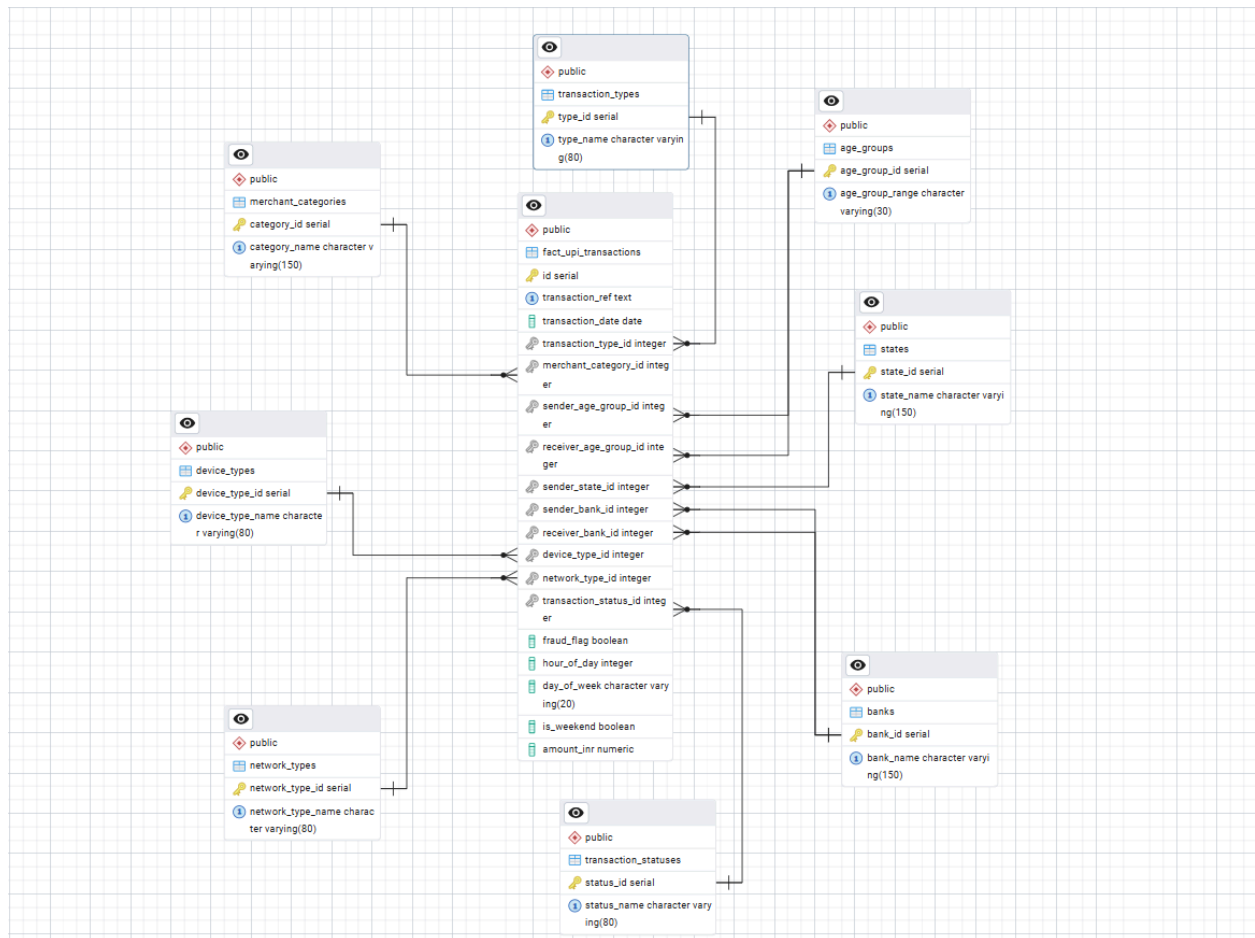 public
transaction_types
type_id serial
type_name character varyin
g(80)
public
age_groups
age_group_id serial
age_group_range character
varying(30)
public
merchant_categories
category_id serial
category_name character v
arying(150)
public
fact_upi_transactions
id serial
transaction_ref text
transaction_date date
transaction_type_id integer
merchant_category_id integ
er
sender_age_group_id integ
er
receiver_age_group_id inte
ger
sender_state_id integer
sender_bank_id integer
receiver_bank_id integer
device_type_id integer
network_type_id integer
transaction_status_id integ
er
fraud_flag boolean
hour_of_day integer
day_of_week character vary
ing(20)
is_weekend boolean
amount_inr numeric
public
states
state_id serial
state_name character varyi
ng(150)
public
device_types
device_type_id serial
device_type_name characte
r varying(80)
public
banks
bank_id serial
bank_name character varyi
ng(150)
public
network_types
network_type_id serial
network_type_name charac
ter varying(80)
public
transaction_statuses
status_id serial
status_name character vary
ing(80)